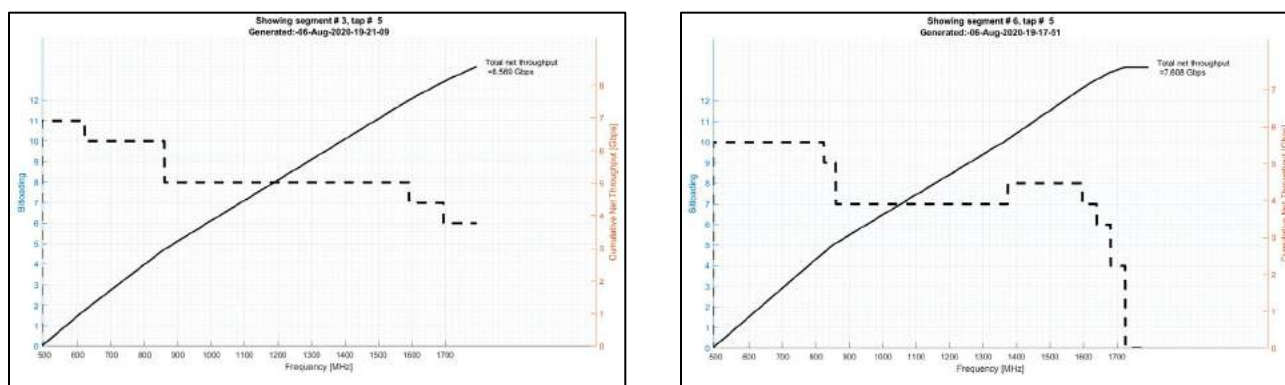 Showing segment # 3, tap # 5
Generated:-06-Aug-2020-19-21-09
Total net throughput
=8.569 Gbps
12
11
10
9
8
7
6
5
4
3
2
1
0
Bitloading
8
7
6
5
4
3
2
1
0
Cumulative Net Throughput [Gbps]
500 600 700 800 900 1000 1100 1200 1300 1400 1500 1600 1700
Frequency [MHz]
Showing segment # 6, tap # 5
Generated:-06-Aug-2020-19-17-51
Total net throughput
=7.608 Gbps
12
11
10
9
8
7
6
5
4
3
2
1
0
Bitloading
7
6
5
4
3
2
1
0
Cumulative Net Throughput [Gbps]
500 600 700 800 900 1000 1100 1200 1300 1400 1500 1600 1700
Frequency [MHz]